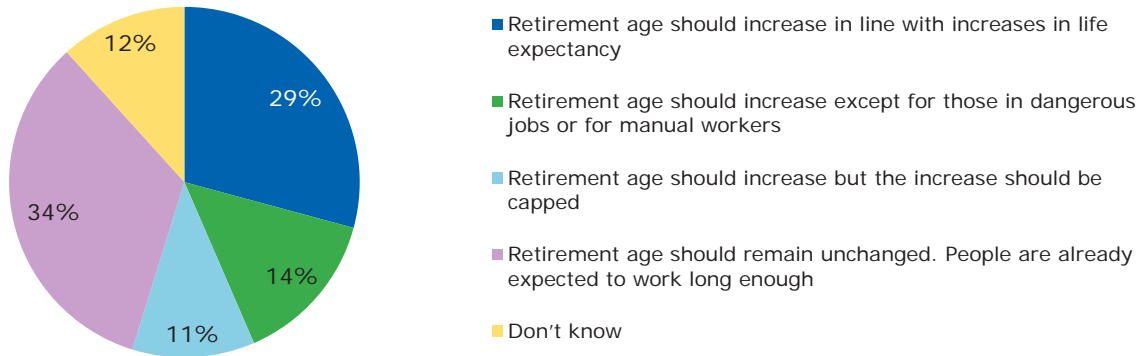 12%
29%
34%
14%
11%
Retirement age should increase in line with increases in life
expectancy
Retirement age should increase except for those in dangerous
jobs or for manual workers
Retirement age should increase but the increase should be
capped
Retirement age should remain unchanged. People are already
expected to work long enough
Don't know